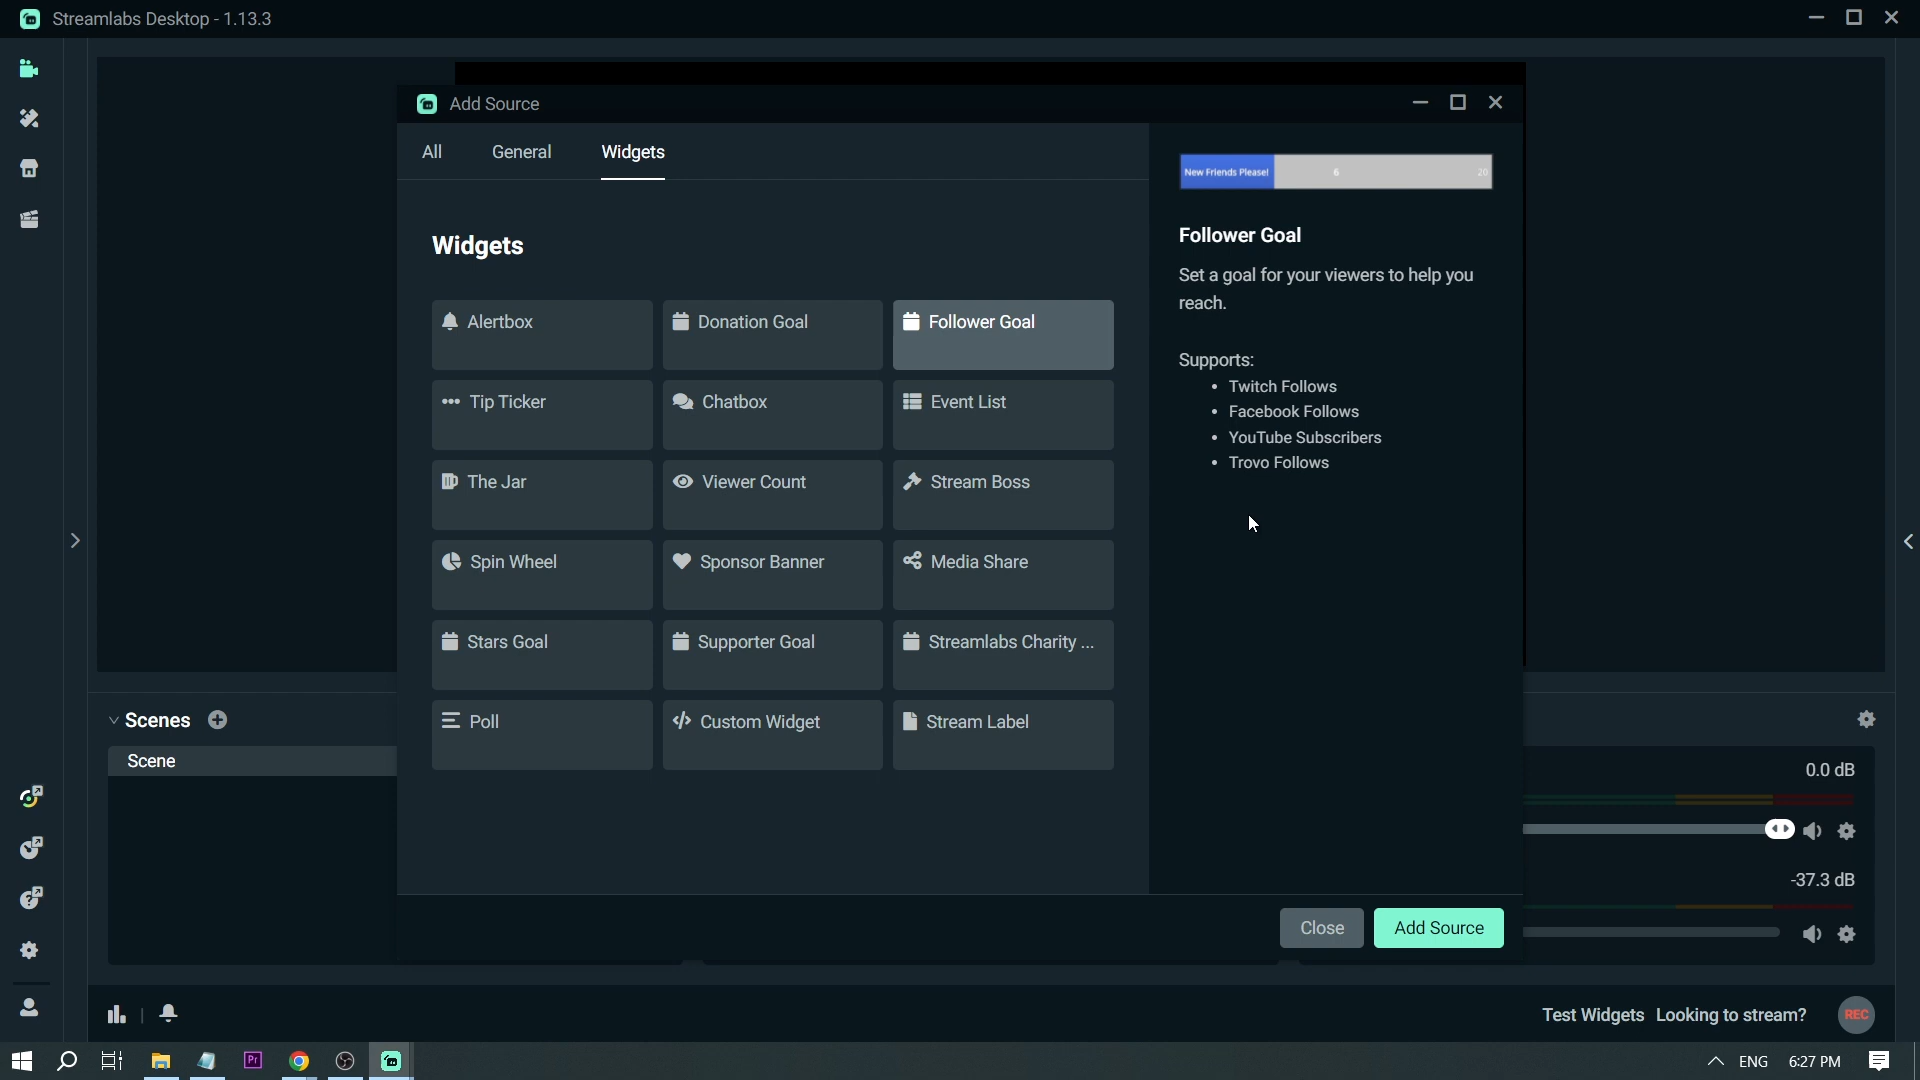 Streamlabs Desktop - 1.13.3
Add Source
All General Widgets
Widgets
Alertbox Donation Goal Follower Goal
Tip Ticker Chatbox Event List
The Jar Viewer Count Stream Boss
Spin Wheel Sponsor Banner Media Share
Stars Goal Supporter Goal Streamlabs Charity ...
Poll Custom Widget Stream Label
New Friends Please! 6 20
Follower Goal
Set a goal for your viewers to help you
reach.
Supports:
• Twitch Follows
• Facebook Follows
• YouTube Subscribers
• Trovo Follows
Close Add Source
Scenes
Scene
0.0 dB
-37.3 dB
Test Widgets Looking to stream? REC
Pr
ENG 6:27 PM